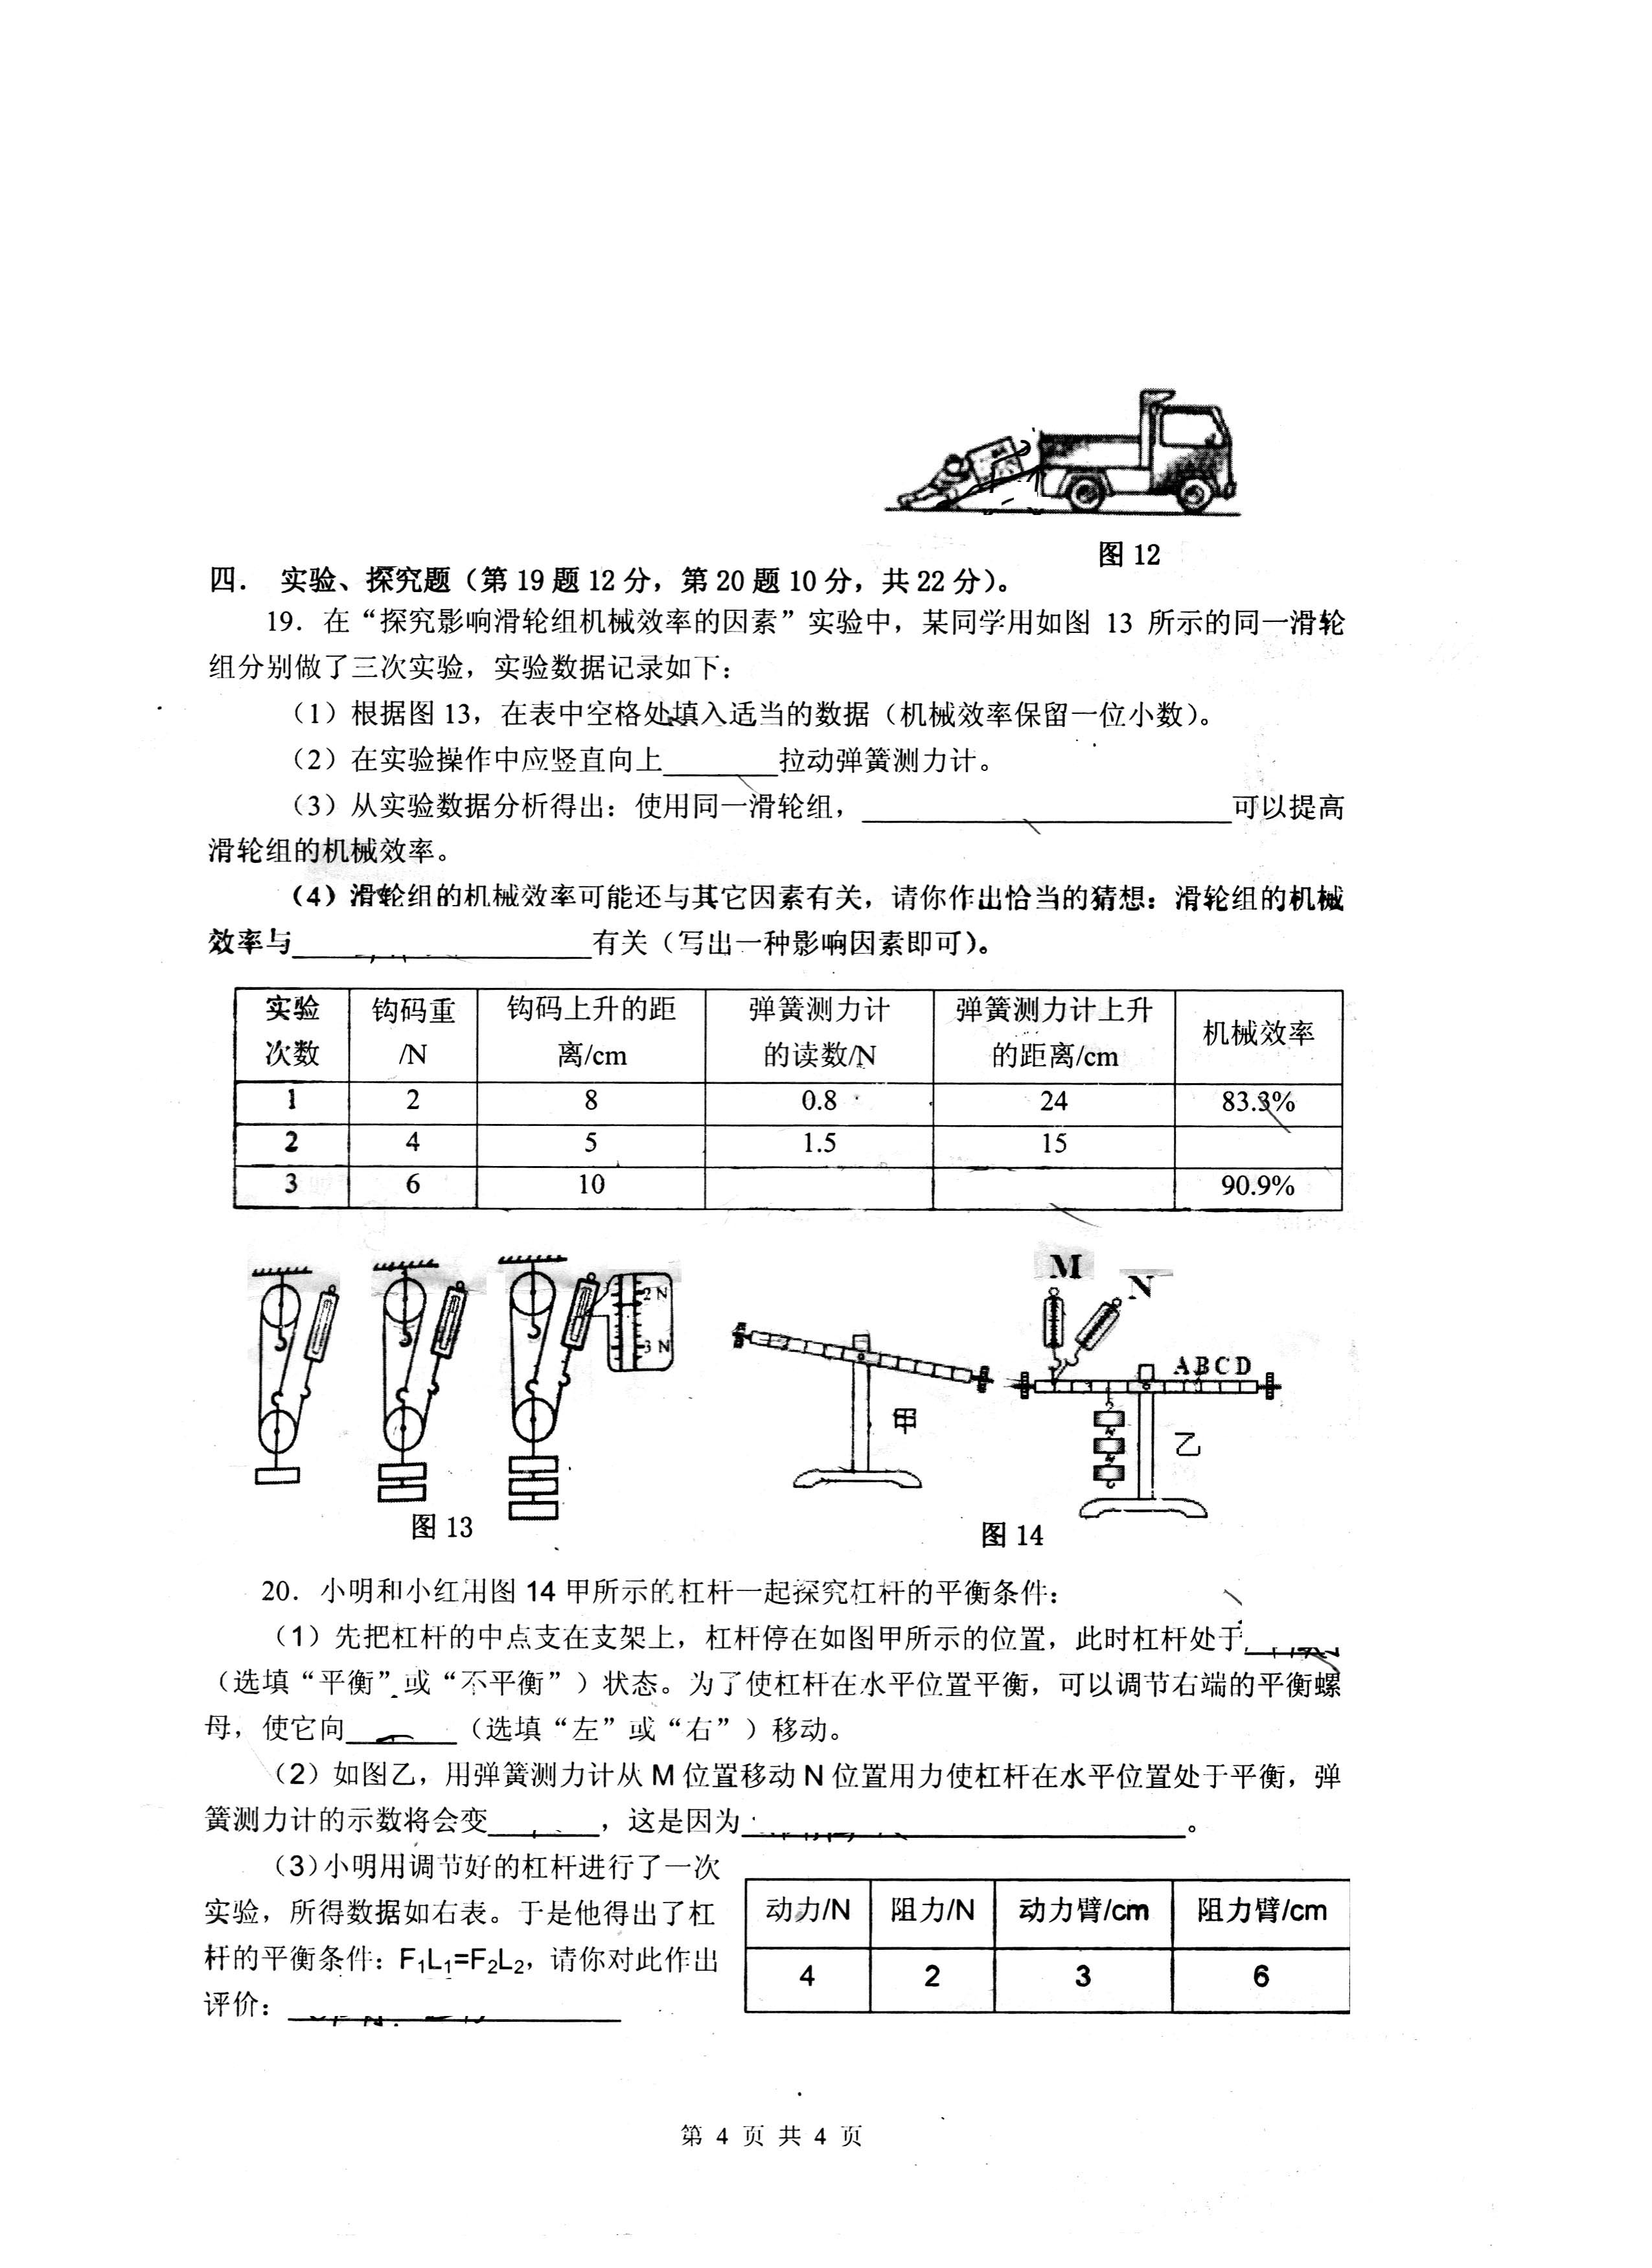 图 12
四． 实验、探究题（第 19 题 12 分，第 20 题 10 分，共 22 分）。
19．在“探究影响滑轮组机械效率的因素”实验中，某同学用如图 13 所示的同一滑轮
组分别做了三次实验，实验数据记录如下：
（1）根据图 13，在表中空格处填入适当的数据（机械效率保留一位小数）。
（2）在实验操作中应竖直向上________拉动弹簧测力计。
（3）从实验数据分析得出：使用同一滑轮组，________________________可以提高
滑轮组的机械效率。
（4）滑轮组的机械效率可能还与其它因素有关，请你作出恰当的猜想：滑轮组的机械
效率与____________________有关（写出一种影响因素即可）。
实验次数 钩码重/N 钩码上升的距离/cm 弹簧测力计的读数/N 弹簧测力计上升的距离/cm 机械效率
1 2 8 0.8 24 83.3%
2 4 5 1.5 15
3 6 10 90.9%
2 N
3 N
图 13
甲
M
N
A B C D
乙
图 14
20．小明和小红用图 14 甲所示的杠杆一起探究杠杆的平衡条件：
（1）先把杠杆的中点支在支架上，杠杆停在如图甲所示的位置，此时杠杆处于______
（选填“平衡”或“不平衡”）状态。为了使杠杆在水平位置平衡，可以调节右端的平衡螺
母，使它向________（选填“左”或“右”）移动。
（2）如图乙，用弹簧测力计从 M 位置移动 N 位置用力使杠杆在水平位置处于平衡，弹
簧测力计的示数将会变________，这是因为______________________________。
（3）小明用调节好的杠杆进行了一次
实验，所得数据如右表。于是他得出了杠
杆的平衡条件：F₁L₁=F₂L₂，请你对此作出
评价：______________________
动力/N 阻力/N 动力臂/cm 阻力臂/cm
4 2 3 6
第 4 页 共 4 页